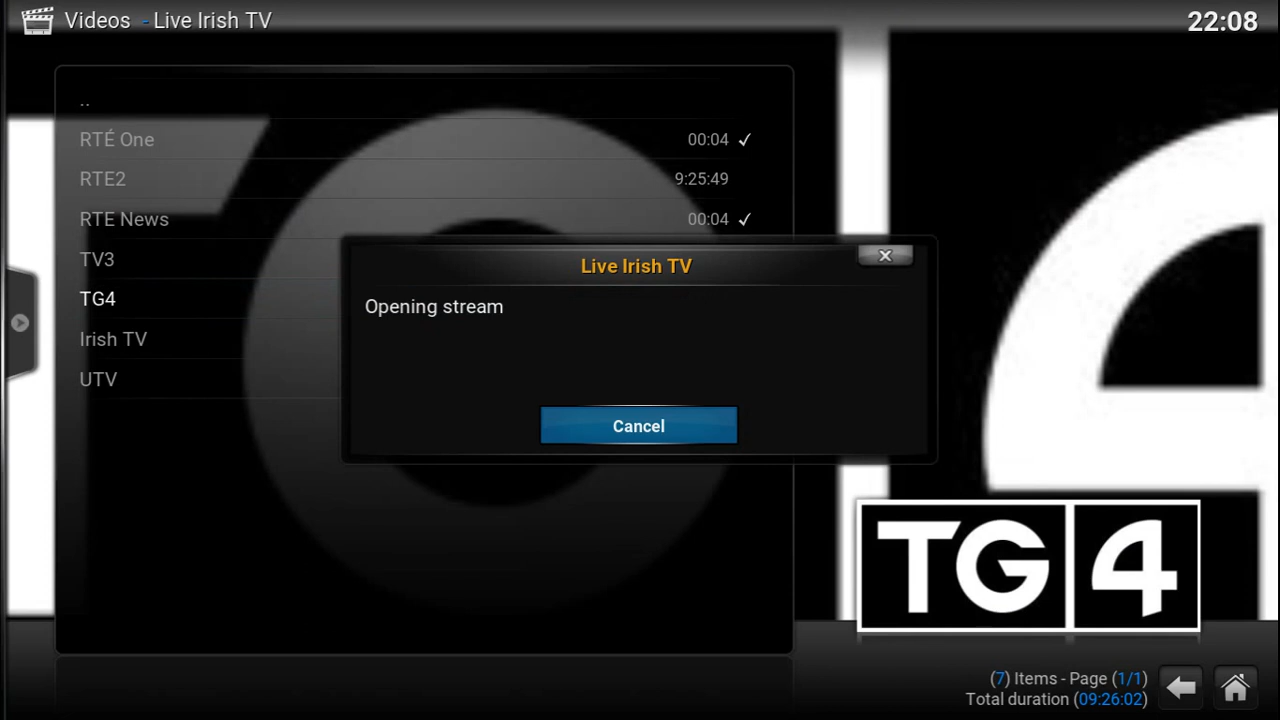 Videos - Live Irish TV
22:08
..
RTÉ One 00:04 ✓
RTE2 9:25:49
RTE News 00:04 ✓
TV3
TG4
Irish TV
UTV
Live Irish TV
Opening stream
Cancel
TG4
(7) Items - Page (1/1)
Total duration (09:26:02)